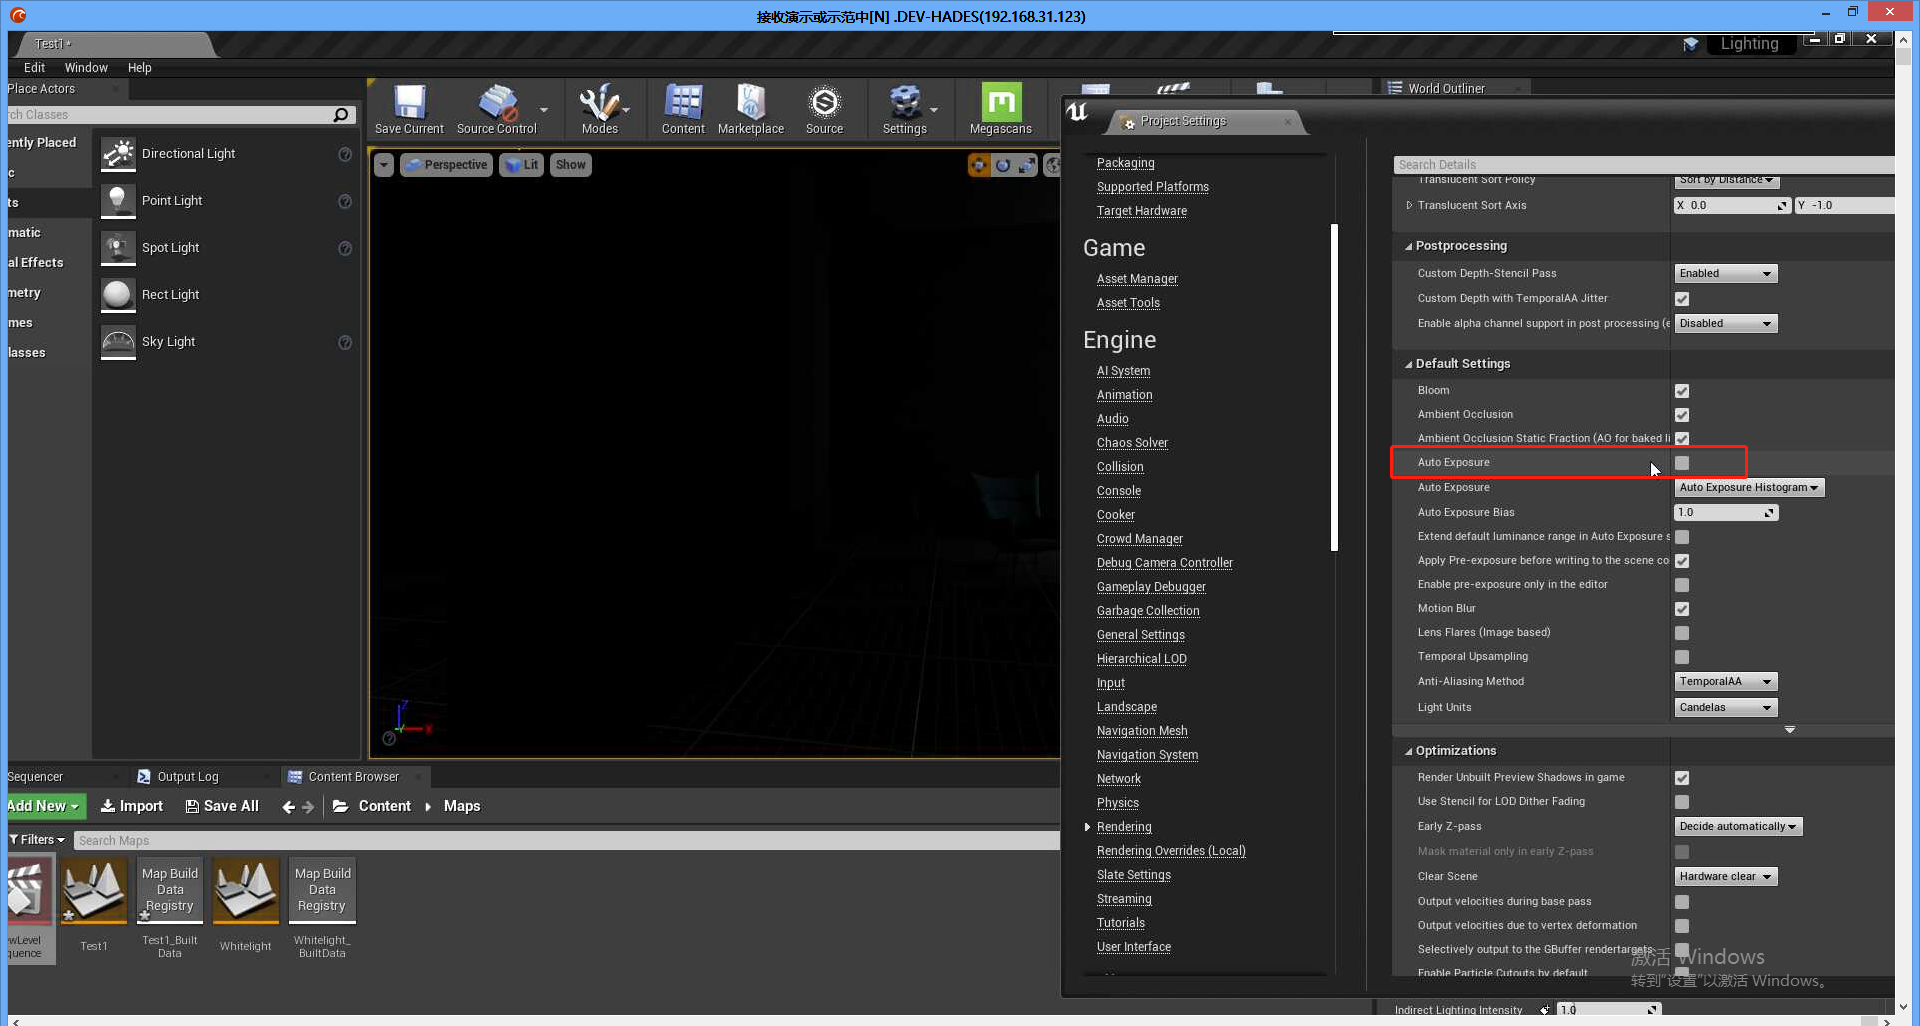 接收演示或示范中[N] .DEV-HADES(192.168.31.123)
Test1*
Lighting
Edit Window Help
Place Actors
rch Classes
ently Placed
c
ts
matic
al Effects
metry
mes
lasses
Directional Light
Point Light
Spot Light
Rect Light
Sky Light
Save Current
Source Control
Modes
Content
Marketplace
Source
Settings
Megascans
World Outliner
Perspective
Lit
Show
Project Settings
Packaging
Supported Platforms
Target Hardware
Game
Asset Manager
Asset Tools
Engine
AI System
Animation
Audio
Chaos Solver
Collision
Console
Cooker
Crowd Manager
Debug Camera Controller
Gameplay Debugger
Garbage Collection
General Settings
Hierarchical LOD
Input
Landscape
Navigation Mesh
Navigation System
Network
Physics
Rendering
Rendering Overrides (Local)
Slate Settings
Streaming
Tutorials
User Interface
Search Details
Translucent Sort Policy Sort by Distance
Translucent Sort Axis X 0.0 Y -1.0
Postprocessing
Custom Depth-Stencil Pass Enabled
Custom Depth with TemporalAA Jitter
Enable alpha channel support in post processing (e Disabled
Default Settings
Bloom
Ambient Occlusion
Ambient Occlusion Static Fraction (AO for baked li
Auto Exposure
Auto Exposure Auto Exposure Histogram
Auto Exposure Bias 1.0
Extend default luminance range in Auto Exposure s
Apply Pre-exposure before writing to the scene co
Enable pre-exposure only in the editor
Motion Blur
Lens Flares (Image based)
Temporal Upsampling
Anti-Aliasing Method TemporalAA
Light Units Candelas
Optimizations
Render Unbuilt Preview Shadows in game
Use Stencil for LOD Dither Fading
Early Z-pass Decide automatically
Mask material only in early Z-pass
Clear Scene Hardware clear
Output velocities during base pass
Output velocities due to vertex deformation
Selectively output to the GBuffer rendertargets
Enable Particle Cutouts by default
激活 Windows
转到"设置"以激活 Windows。
Indirect Lighting Intensity 1.0
Z
X
Sequencer
Output Log
Content Browser
Add New
Import
Save All
Content
Maps
Filters
Search Maps
ewLevel
quence
Test1
Map Build
Data
Registry
Test1_Built
Data
Whitelight
Map Build
Data
Registry
Whitelight_
BuiltData